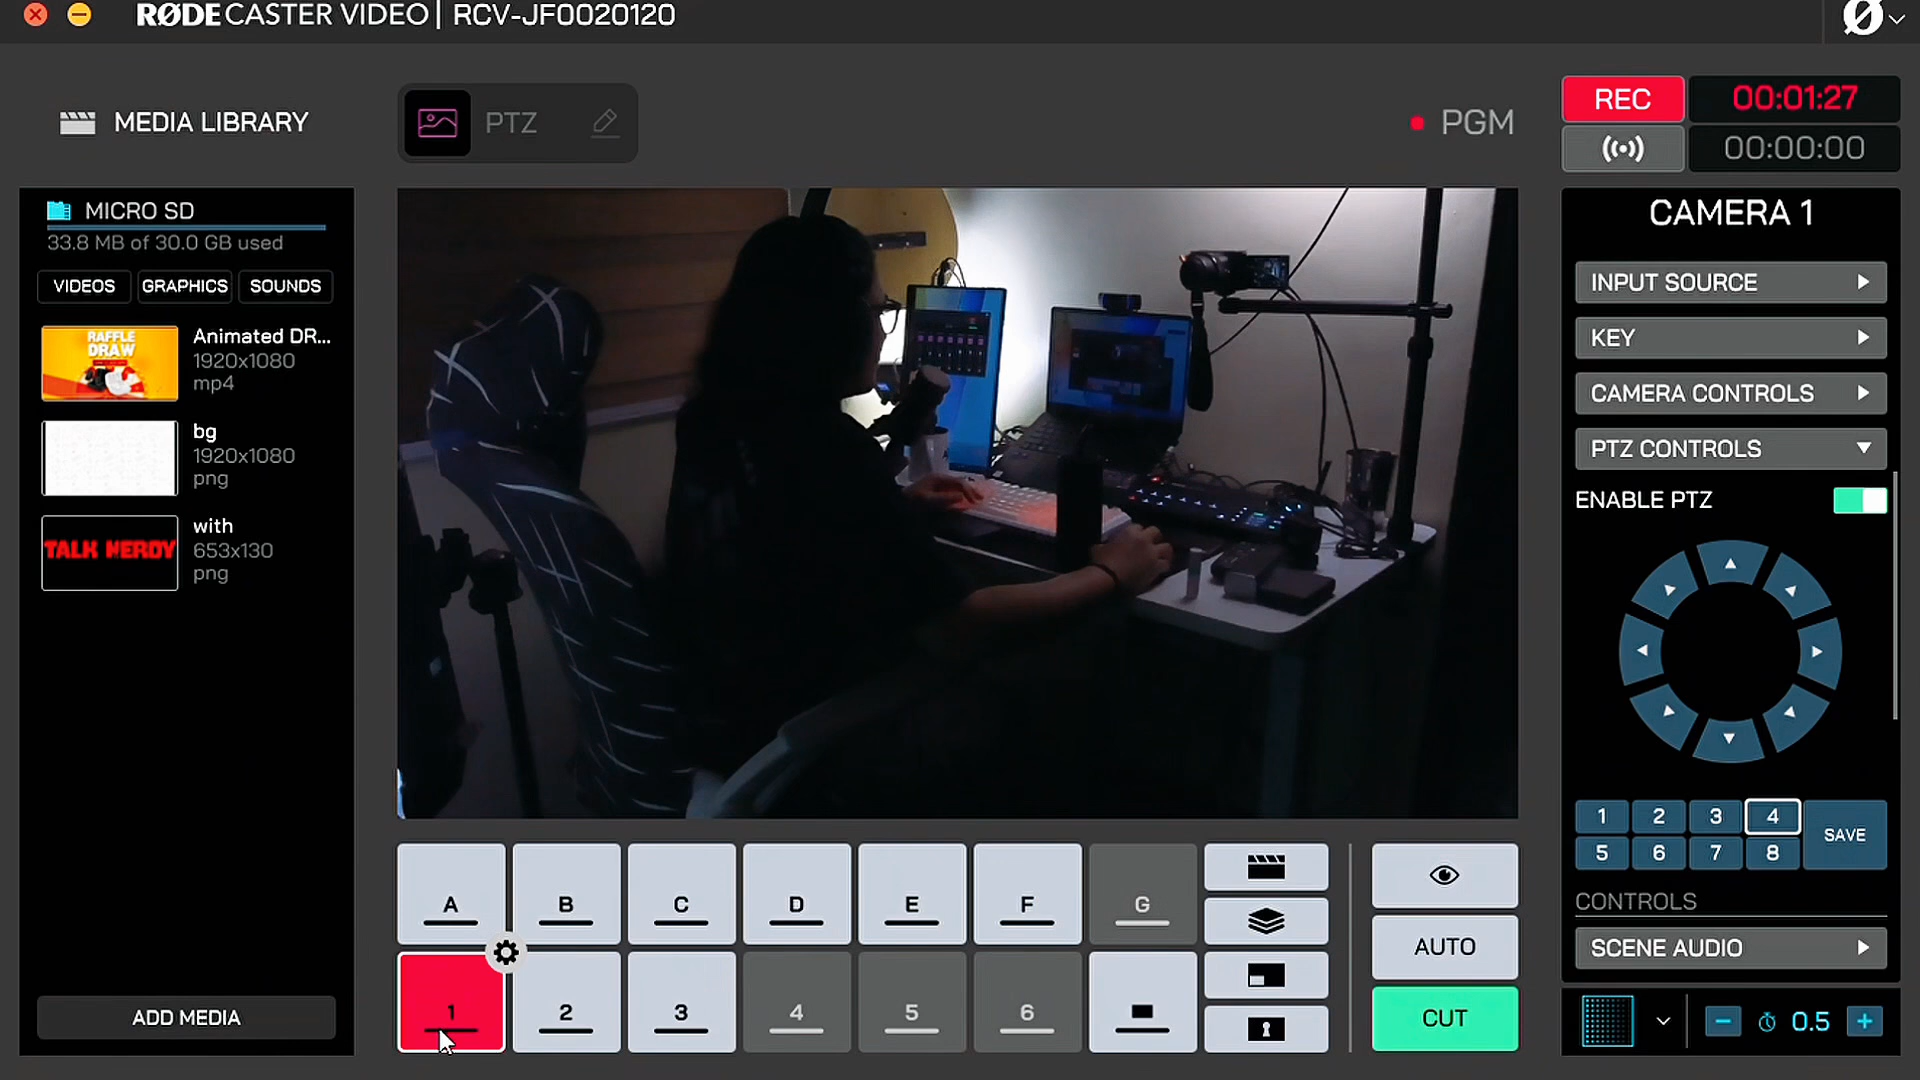 RØDECASTER VIDEO | RCV-JF0020120
MEDIA LIBRARY
PTZ
PGM
REC
00:01:27
00:00:00
MICRO SD
33.8 MB of 30.0 GB used
VIDEOS
GRAPHICS
SOUNDS
RAFFLE
DRAW
Animated DR...
1920x1080
mp4
bg
1920x1080
png
TALK NERDY
with
653x130
png
ADD MEDIA
CAMERA 1
INPUT SOURCE
KEY
CAMERA CONTROLS
PTZ CONTROLS
ENABLE PTZ
1 2 3 4
SAVE
5 6 7 8
CONTROLS
SCENE AUDIO
0.5
A B C D E F G
1 2 3 4 5 6
AUTO
CUT